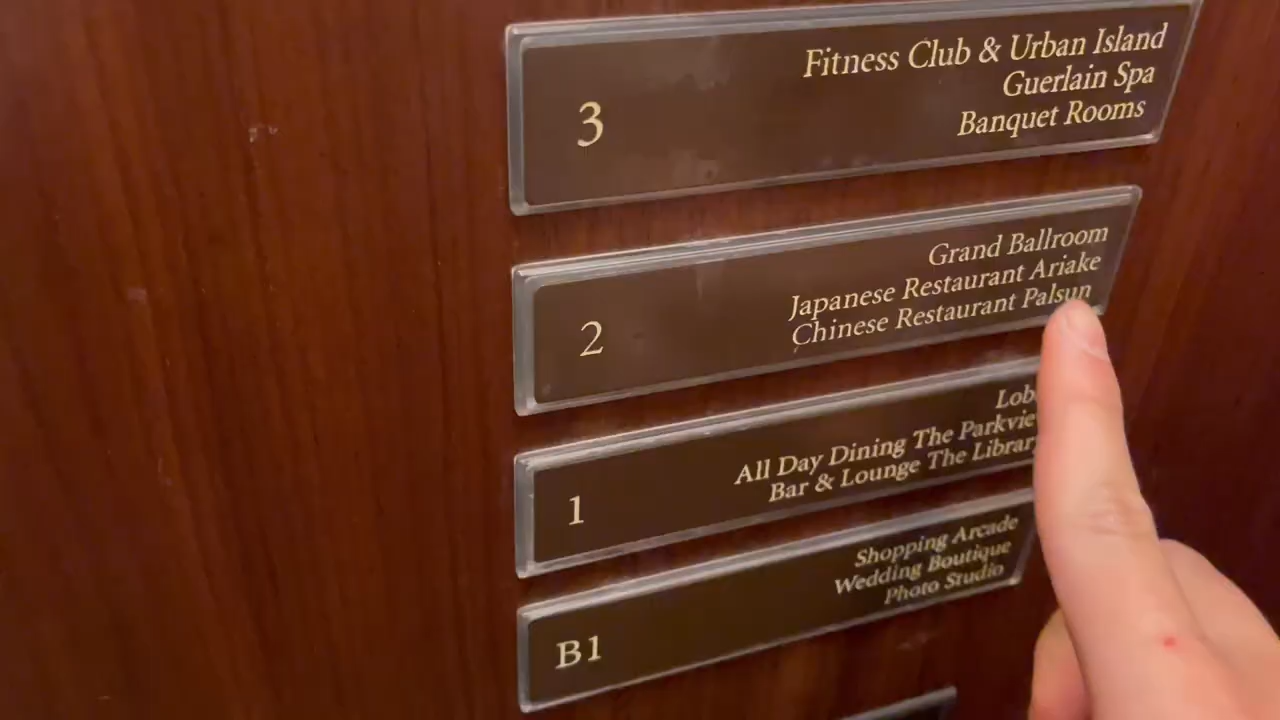 3
Fitness Club & Urban Island
Guerlain Spa
Banquet Rooms
2
Grand Ballroom
Japanese Restaurant Ariake
Chinese Restaurant Palsun
1
All Day Dining The
Bar & Lounge The
B1
Shopping Arcade
Wedding Boutique
Photo Studio